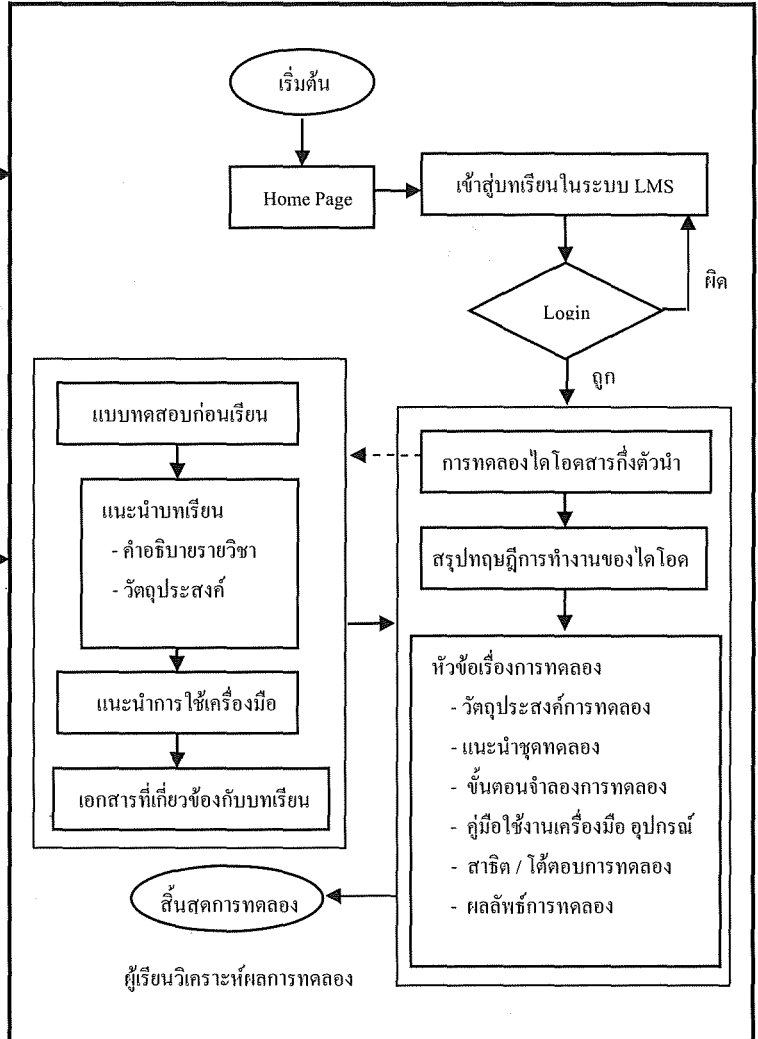 เริ่มต้น
Home Page
เข้าสู่บทเรียนในระบบ LMS
Login
ผิด
ถูก
แบบทดสอบก่อนเรียน
แนะนำบทเรียน
- คำอธิบายรายวิชา
- วัตถุประสงค์
แนะนำการใช้เครื่องมือ
เอกสารที่เกี่ยวข้องกับบทเรียน
การทดลองไดโอดสารกึ่งตัวนำ
สรุปทฤษฎีการทำงานของไดโอด
หัวข้อเรื่องการทดลอง
- วัตถุประสงค์การทดลอง
- แนะนำชุดทดลอง
- ขั้นตอนจำลองการทดลอง
- คู่มือใช้งานเครื่องมือ อุปกรณ์
- สาธิต / โต้ตอบการทดลอง
- ผลลัพธ์การทดลอง
สิ้นสุดการทดลอง
ผู้เรียนวิเคราะห์ผลการทดลอง